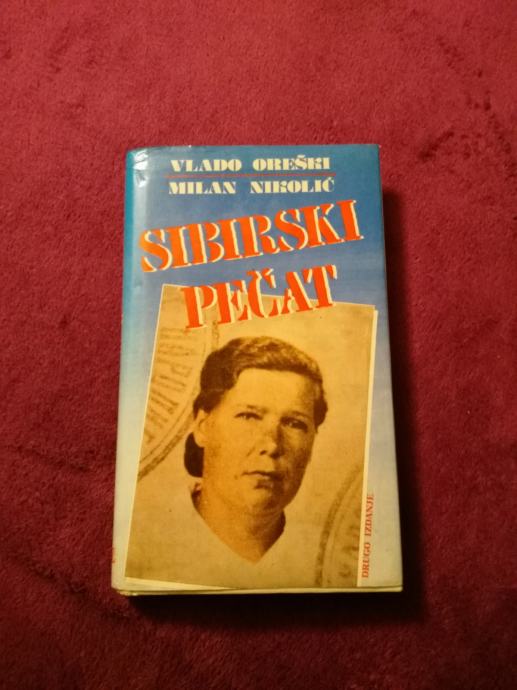 VLADO OREŠKI
MILAN NIKOLIĆ
SIBIRSKI
PEČAT
DRUGO IZDANJE